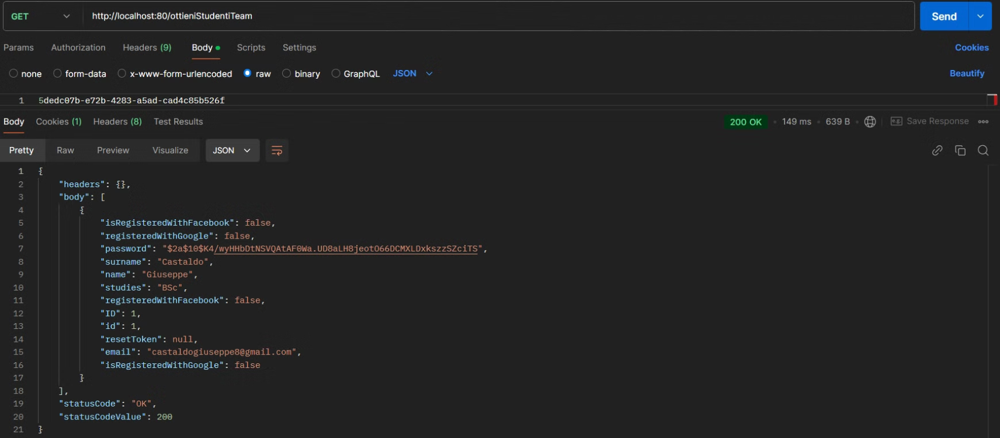 GET http://localhost:80/ottieniStudentiTeam Send
Params Authorization Headers (9) Body Scripts Settings Cookies
none form-data x-www-form-urlencoded raw binary GraphQL JSON Beautify
1 5dedc07b-e72b-4283-a5ad-cad4c85b526f
Body Cookies (1) Headers (8) Test Results 200 OK 149 ms 639 B e.g. Save Response
Pretty Raw Preview Visualize JSON
1 {
2 "headers": {},
3 "body": [
4 {
5 "isRegisteredWithFacebook": false,
6 "registeredWithGoogle": false,
7 "password": "$2a$10$K4/wyHHbDtNSVQAtAF0Wa.UD8aLH8jeotO66DCMXLDxkszzSZciTS",
8 "surname": "Castaldo",
9 "name": "Giuseppe",
10 "studies": "BSc",
11 "registeredWithFacebook": false,
12 "ID": 1,
13 "id": 1,
14 "resetToken": null,
15 "email": "castaldogiuseppe8@gmail.com",
16 "isRegisteredWithGoogle": false
17 }
18 ],
19 "statusCode": "OK",
20 "statusCodeValue": 200
21 }